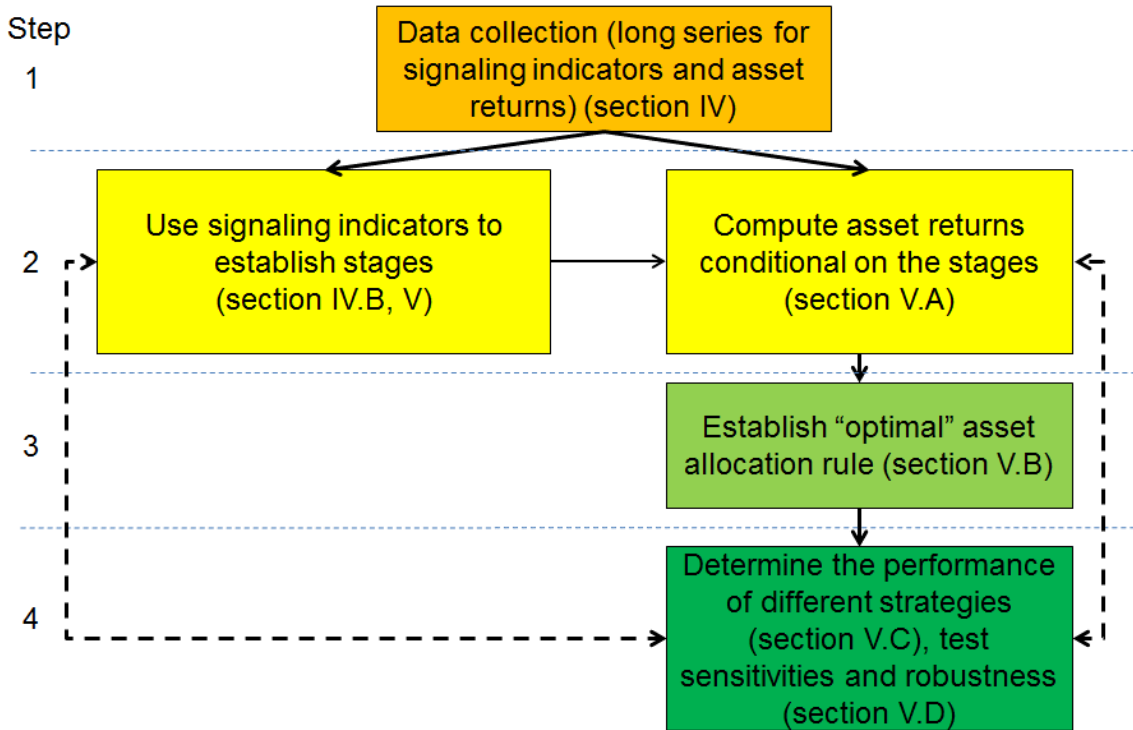 Step
1
Data collection (long series for
signaling indicators and asset
returns) (section IV)
2
Use signaling indicators to
establish stages
(section IV.B, V)
Compute asset returns
conditional on the stages
(section V.A)
3
Establish “optimal” asset
allocation rule (section V.B)
4
Determine the performance
of different strategies
(section V.C), test
sensitivities and robustness
(section V.D)